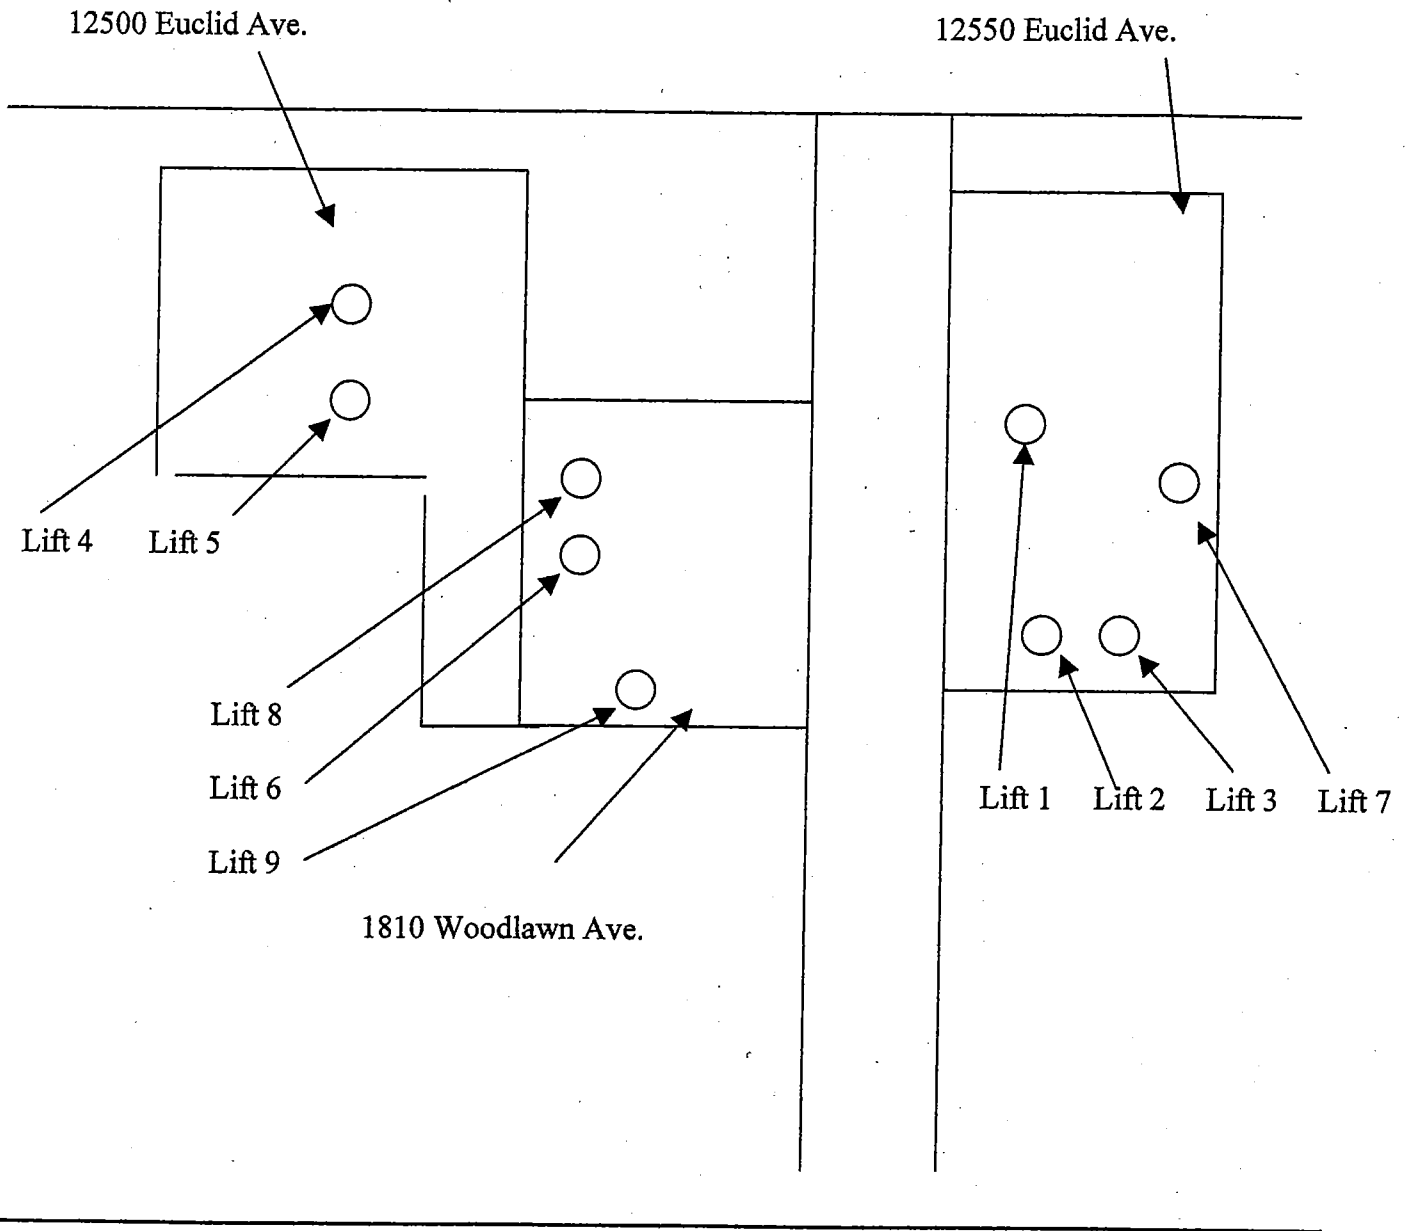 12500 Euclid Ave.
12550 Euclid Ave.
Lift 4
Lift 5
Lift 8
Lift 6
Lift 9
Lift 1
Lift 2
Lift 3
Lift 7
1810 Woodlawn Ave.